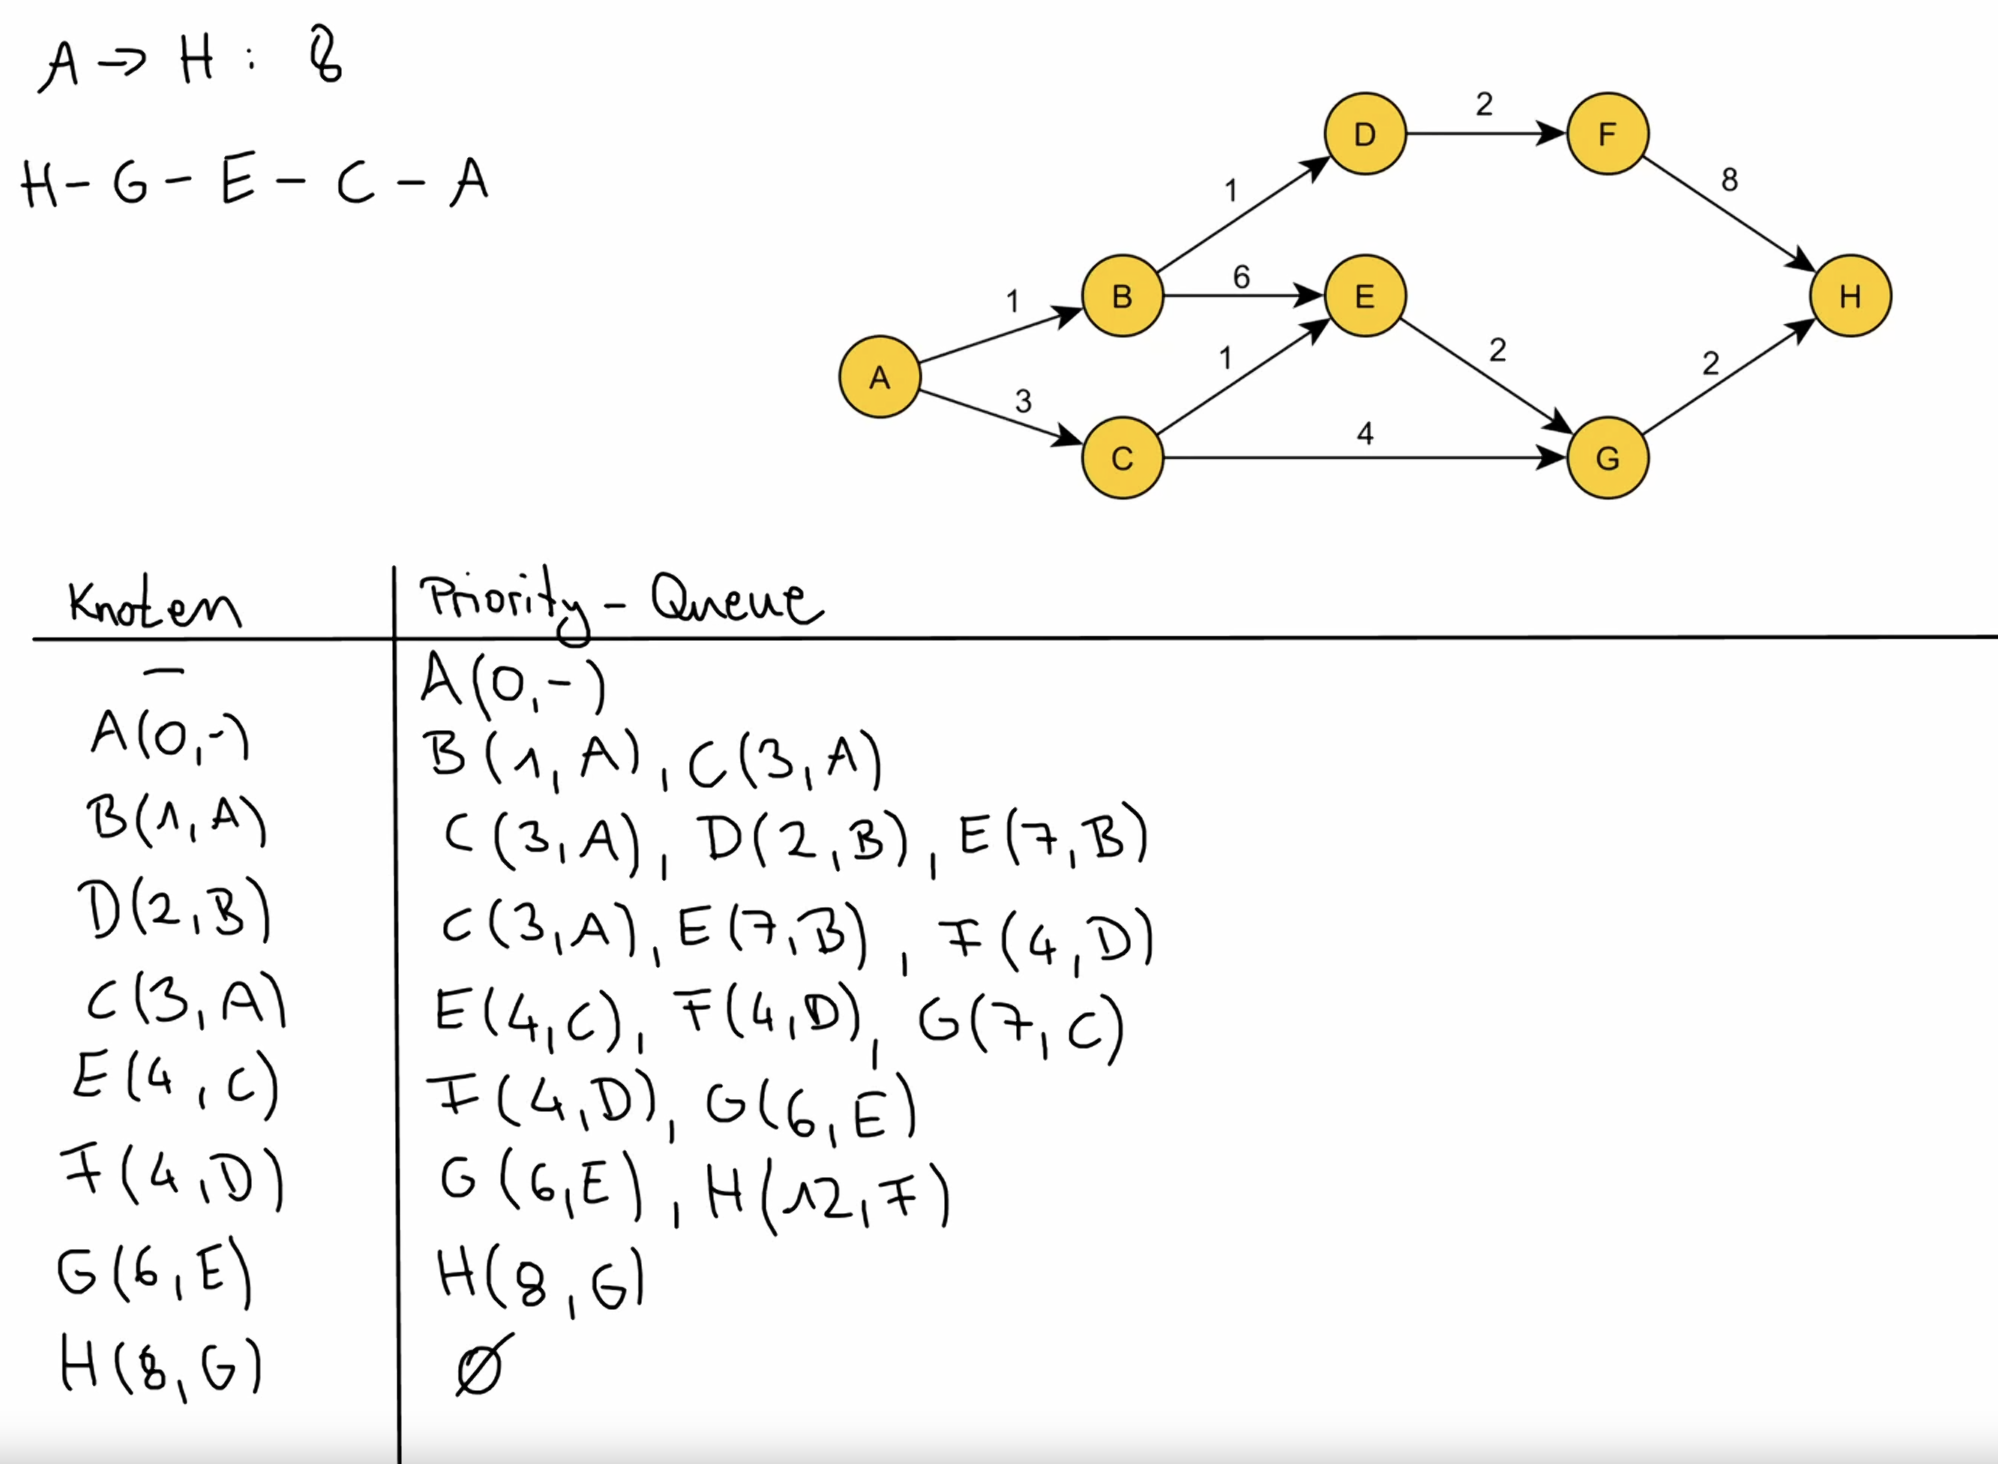 A → H : 8
H - G - E - C - A
2
D
F
8
1
B
6
E
H
1
2
2
A
1
3
4
C
G
Knoten Priority-Queue
– A(0,-)
A(0,-) B(1,A), C(3,A)
B(1,A) C(3,A), D(2,B), E(7,B)
D(2,B) C(3,A), E(7,B), F(4,D)
C(3,A) E(4,C), F(4,D), G(7,C)
E(4,C) F(4,D), G(6,E)
F(4,D) G(6,E), H(12,F)
G(6,E) H(8,G)
H(8,G) Ø